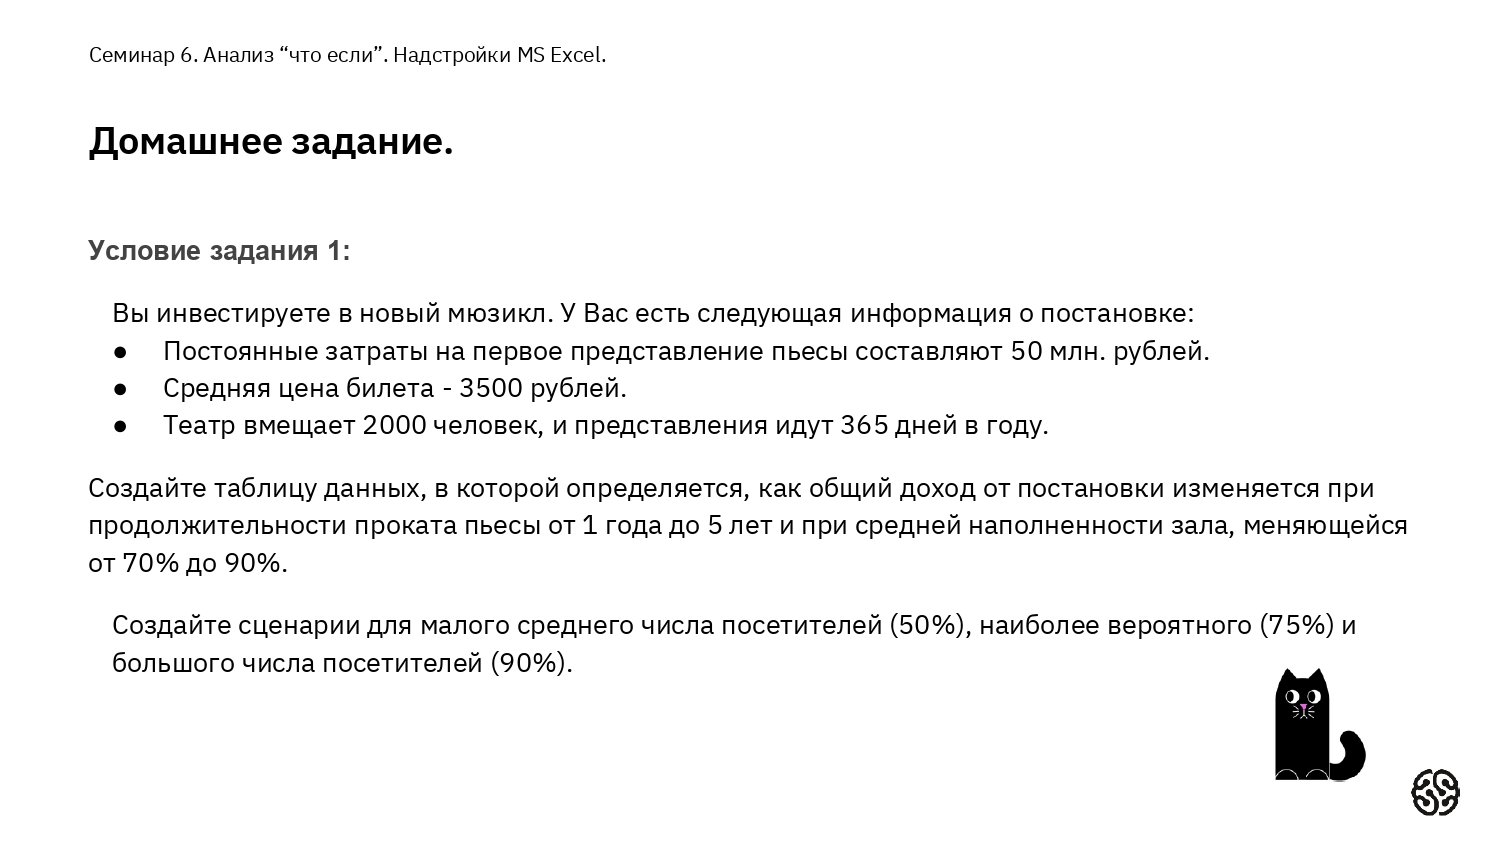 Семинар 6. Анализ “что если”. Надстройки MS Excel.
Домашнее задание.
Условие задания 1:
Вы инвестируете в новый мюзикл. У Вас есть следующая информация о постановке:
● Постоянные затраты на первое представление пьесы составляют 50 млн. рублей.
● Средняя цена билета - 3500 рублей.
● Театр вмещает 2000 человек, и представления идут 365 дней в году.
Создайте таблицу данных, в которой определяется, как общий доход от постановки изменяется при
продолжительности проката пьесы от 1 года до 5 лет и при средней наполненности зала, меняющейся
от 70% до 90%.
Создайте сценарии для малого среднего числа посетителей (50%), наиболее вероятного (75%) и
большого числа посетителей (90%).